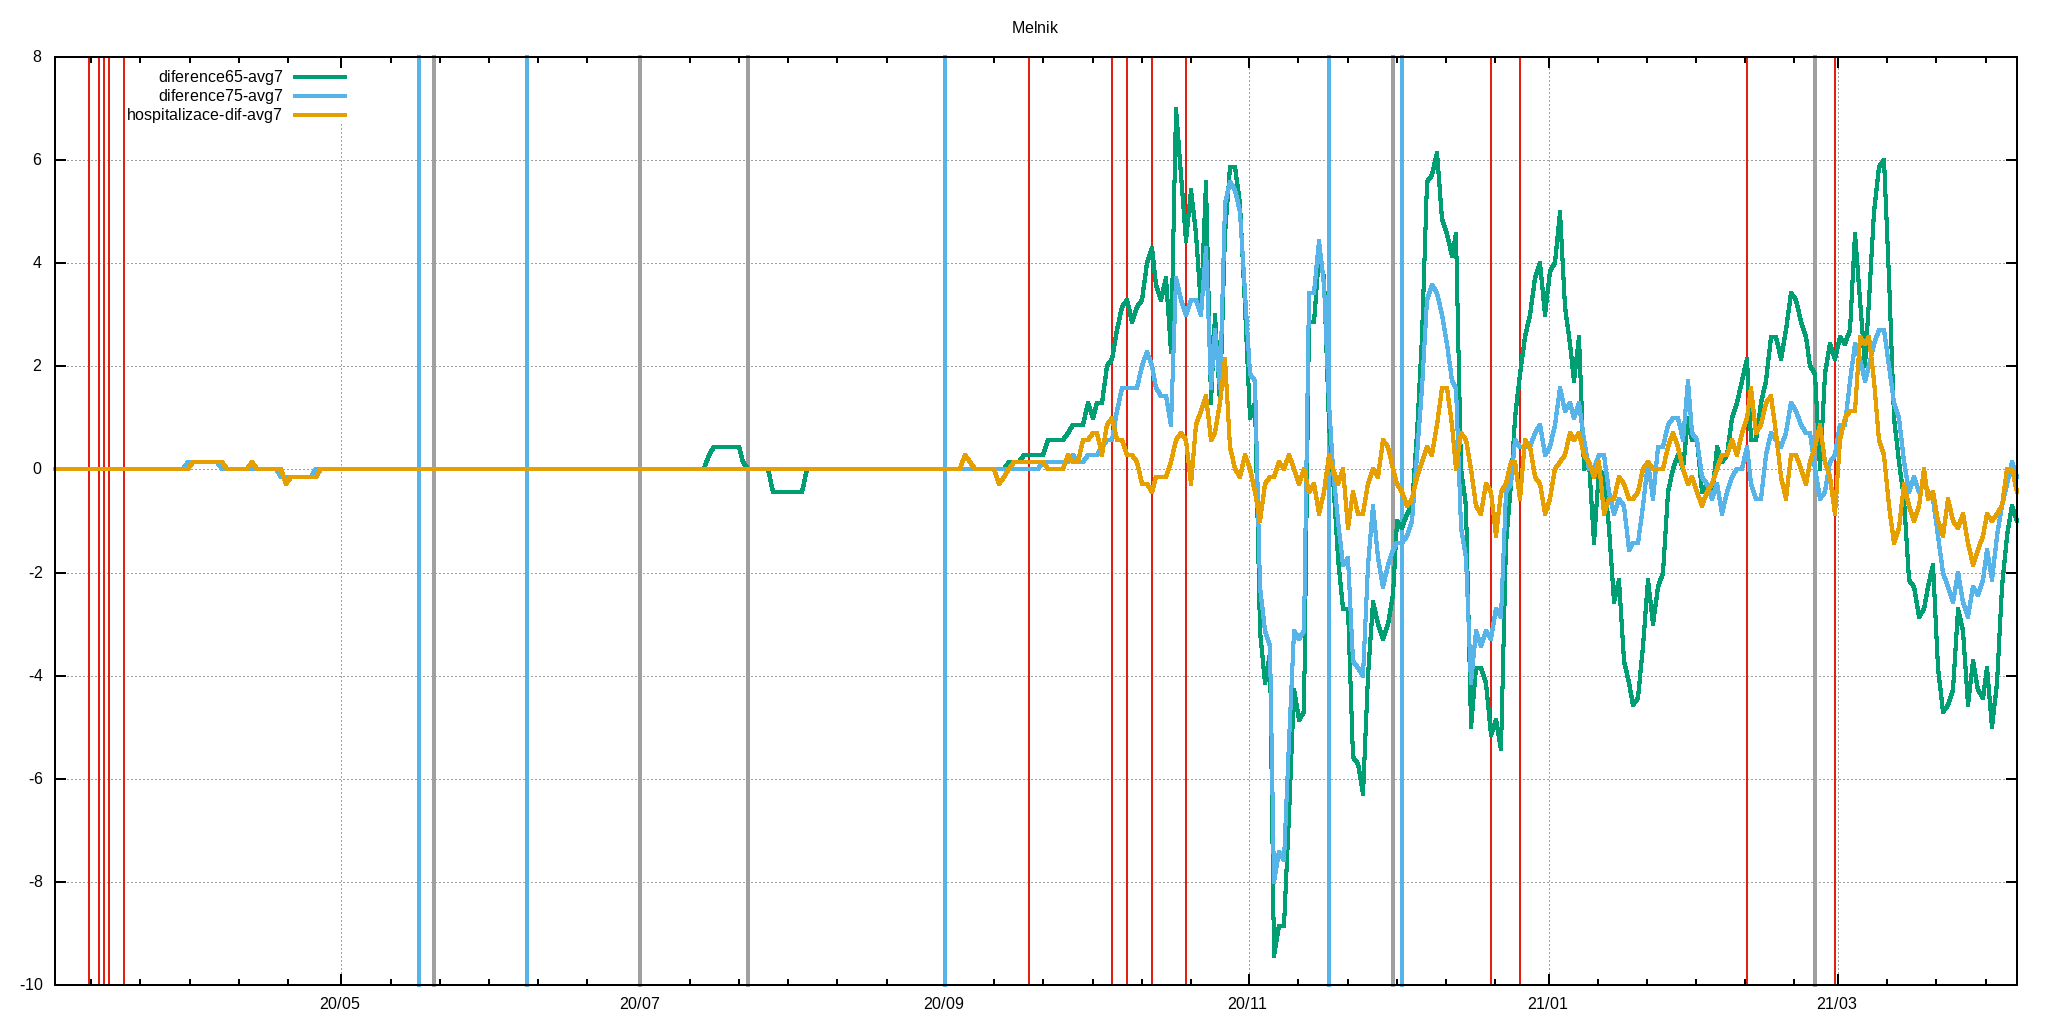 Melnik
diference65-avg7
diference75-avg7
hospitalizace-dif-avg7
8
6
4
2
0
-2
-4
-6
-8
-10
20/05 20/07 20/09 20/11 21/01 21/03